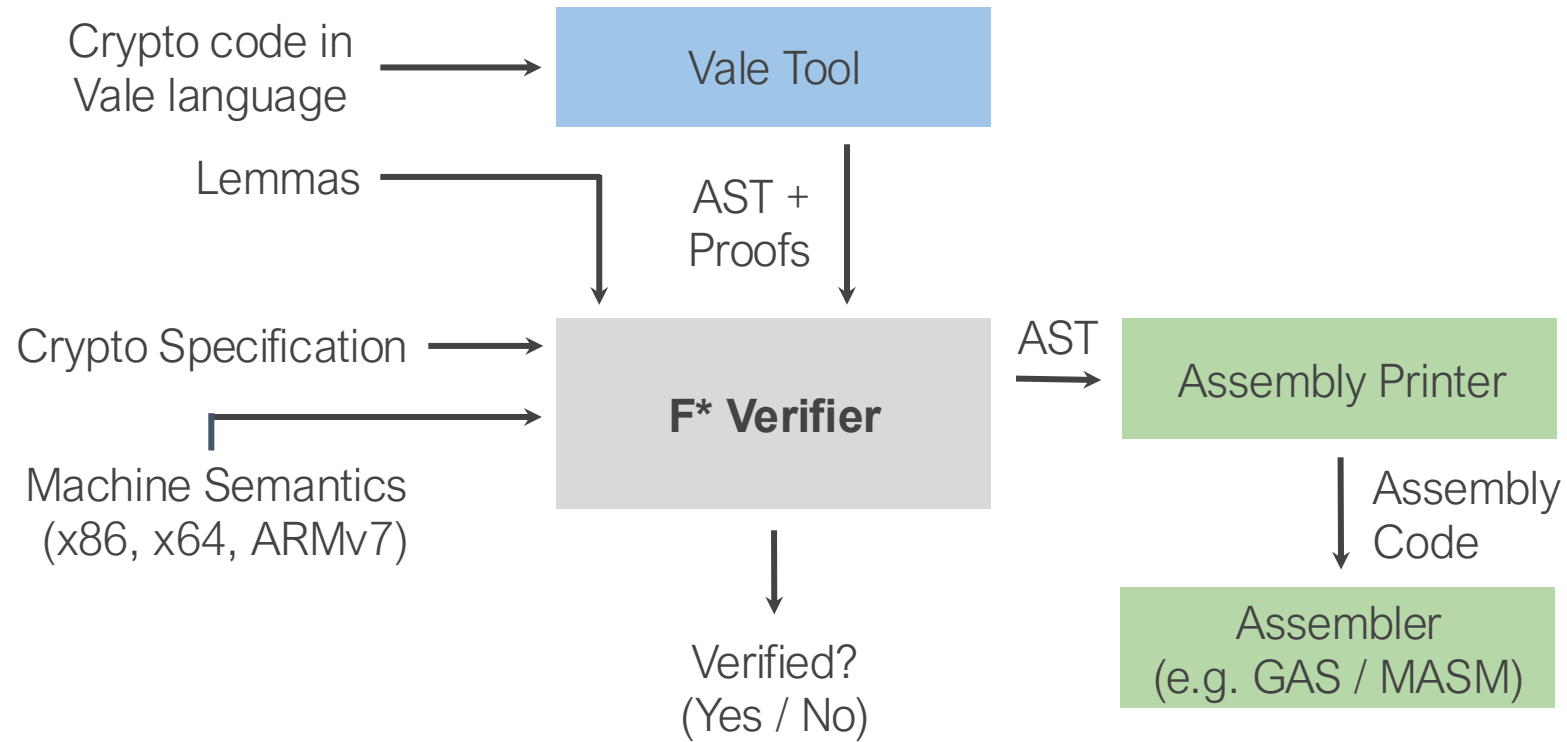 Crypto code in
Vale language
Vale Tool
Lemmas
AST +
Proofs
Crypto Specification
F* Verifier
AST
Assembly Printer
Machine Semantics
(x86, x64, ARMv7)
Assembly
Code
Verified?
(Yes / No)
Assembler
(e.g. GAS / MASM)